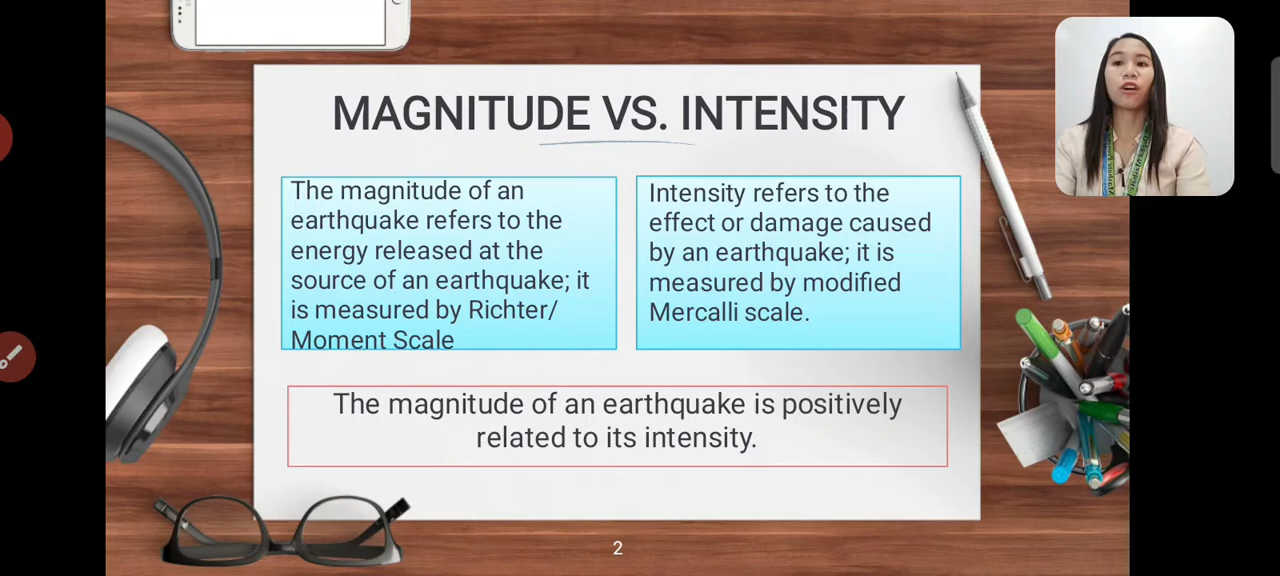 MAGNITUDE VS. INTENSITY
The magnitude of an
earthquake refers to the
energy released at the
source of an earthquake; it
is measured by Richter/
Moment Scale
Intensity refers to the
effect or damage caused
by an earthquake; it is
measured by modified
Mercalli scale.
The magnitude of an earthquake is positively
related to its intensity.
2